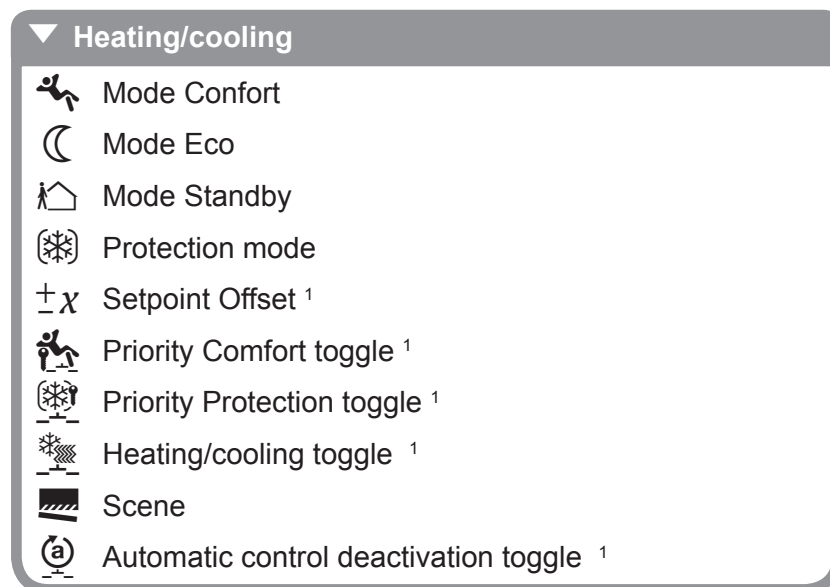 Heating/cooling
Mode Confort
Mode Eco
Mode Standby
Protection mode
±x Setpoint Offset 1
Priority Comfort toggle 1
Priority Protection toggle 1
Heating/cooling toggle 1
Scene
a Automatic control deactivation toggle 1